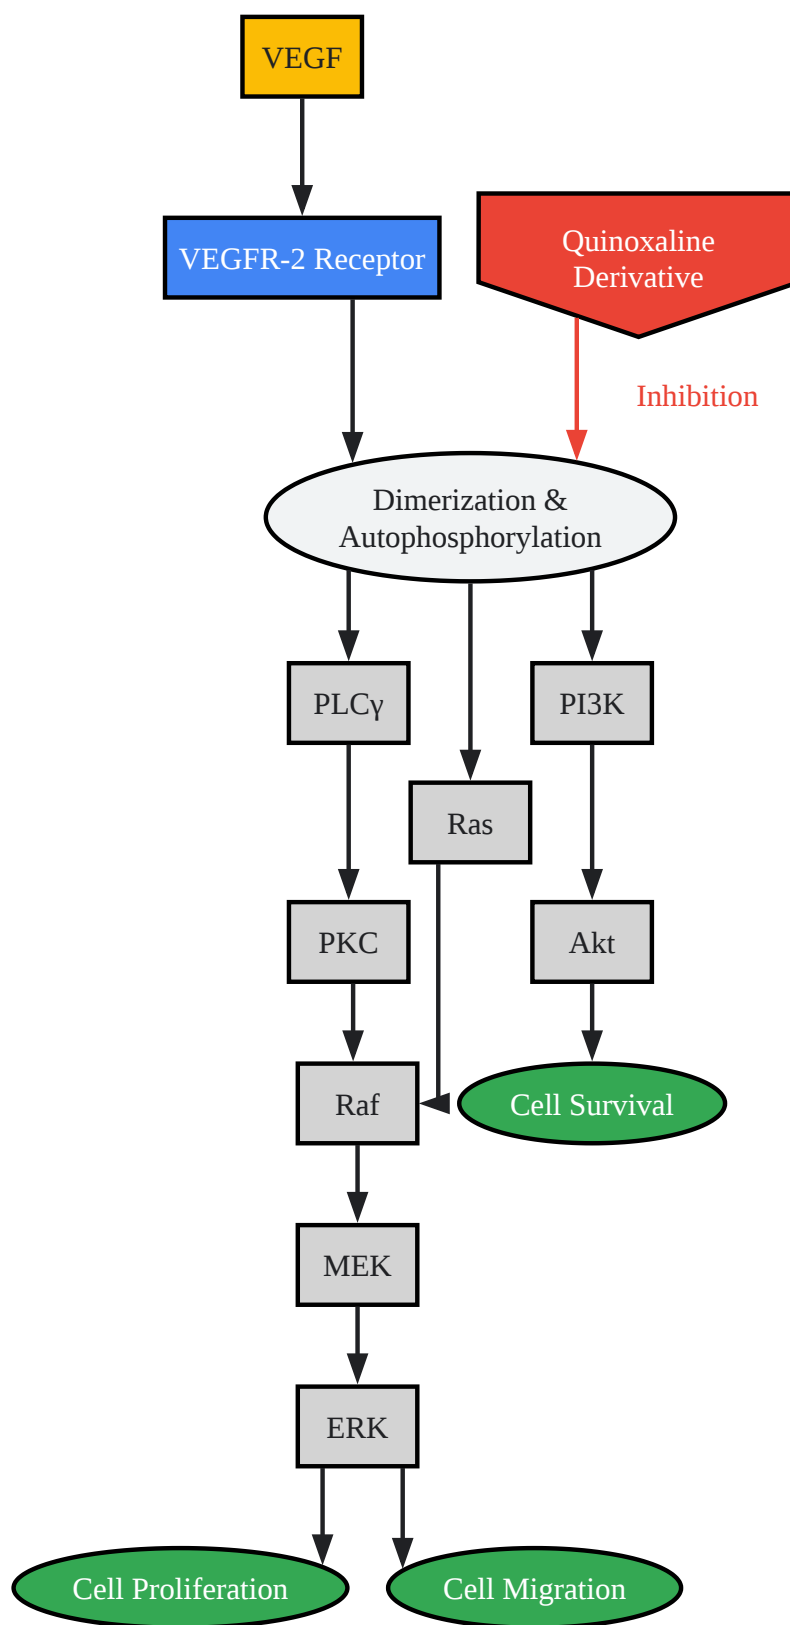 VEGF
VEGFR-2 Receptor
Quinoxaline
Derivative
Inhibition
Dimerization &
Autophosphorylation
PLCγ
PI3K
Ras
PKC
Akt
Raf
Cell Survival
MEK
ERK
Cell Proliferation
Cell Migration